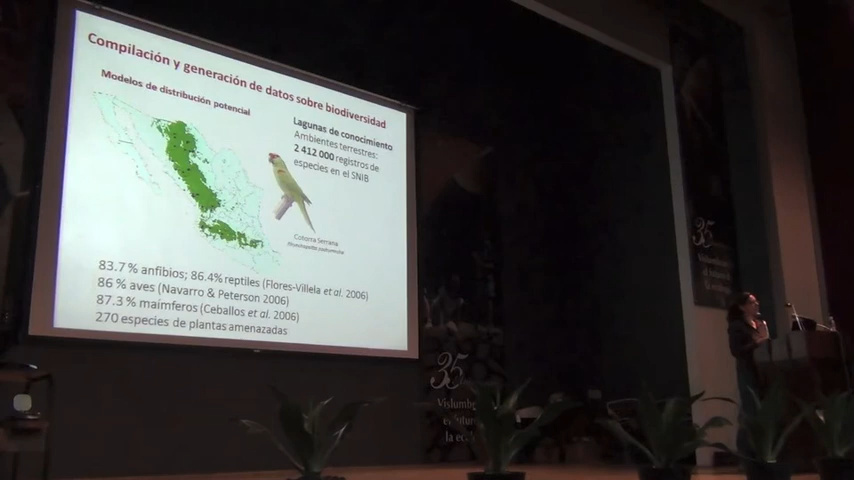 Compilación y generación de datos sobre biodiversidad
Modelos de distribución potencial
Lagunas de conocimiento
Ambientes terrestres:
2 412 000 registros de
especies en el SNIB
Cotorra Serrana
83.7 % anfibios; 86.4% reptiles (Flores-Villela et al. 2006)
86 % aves (Navarro & Peterson 2006)
87.3 % maímferos (Ceballos et al. 2006)
270 especies de plantas amenazadas
35
35